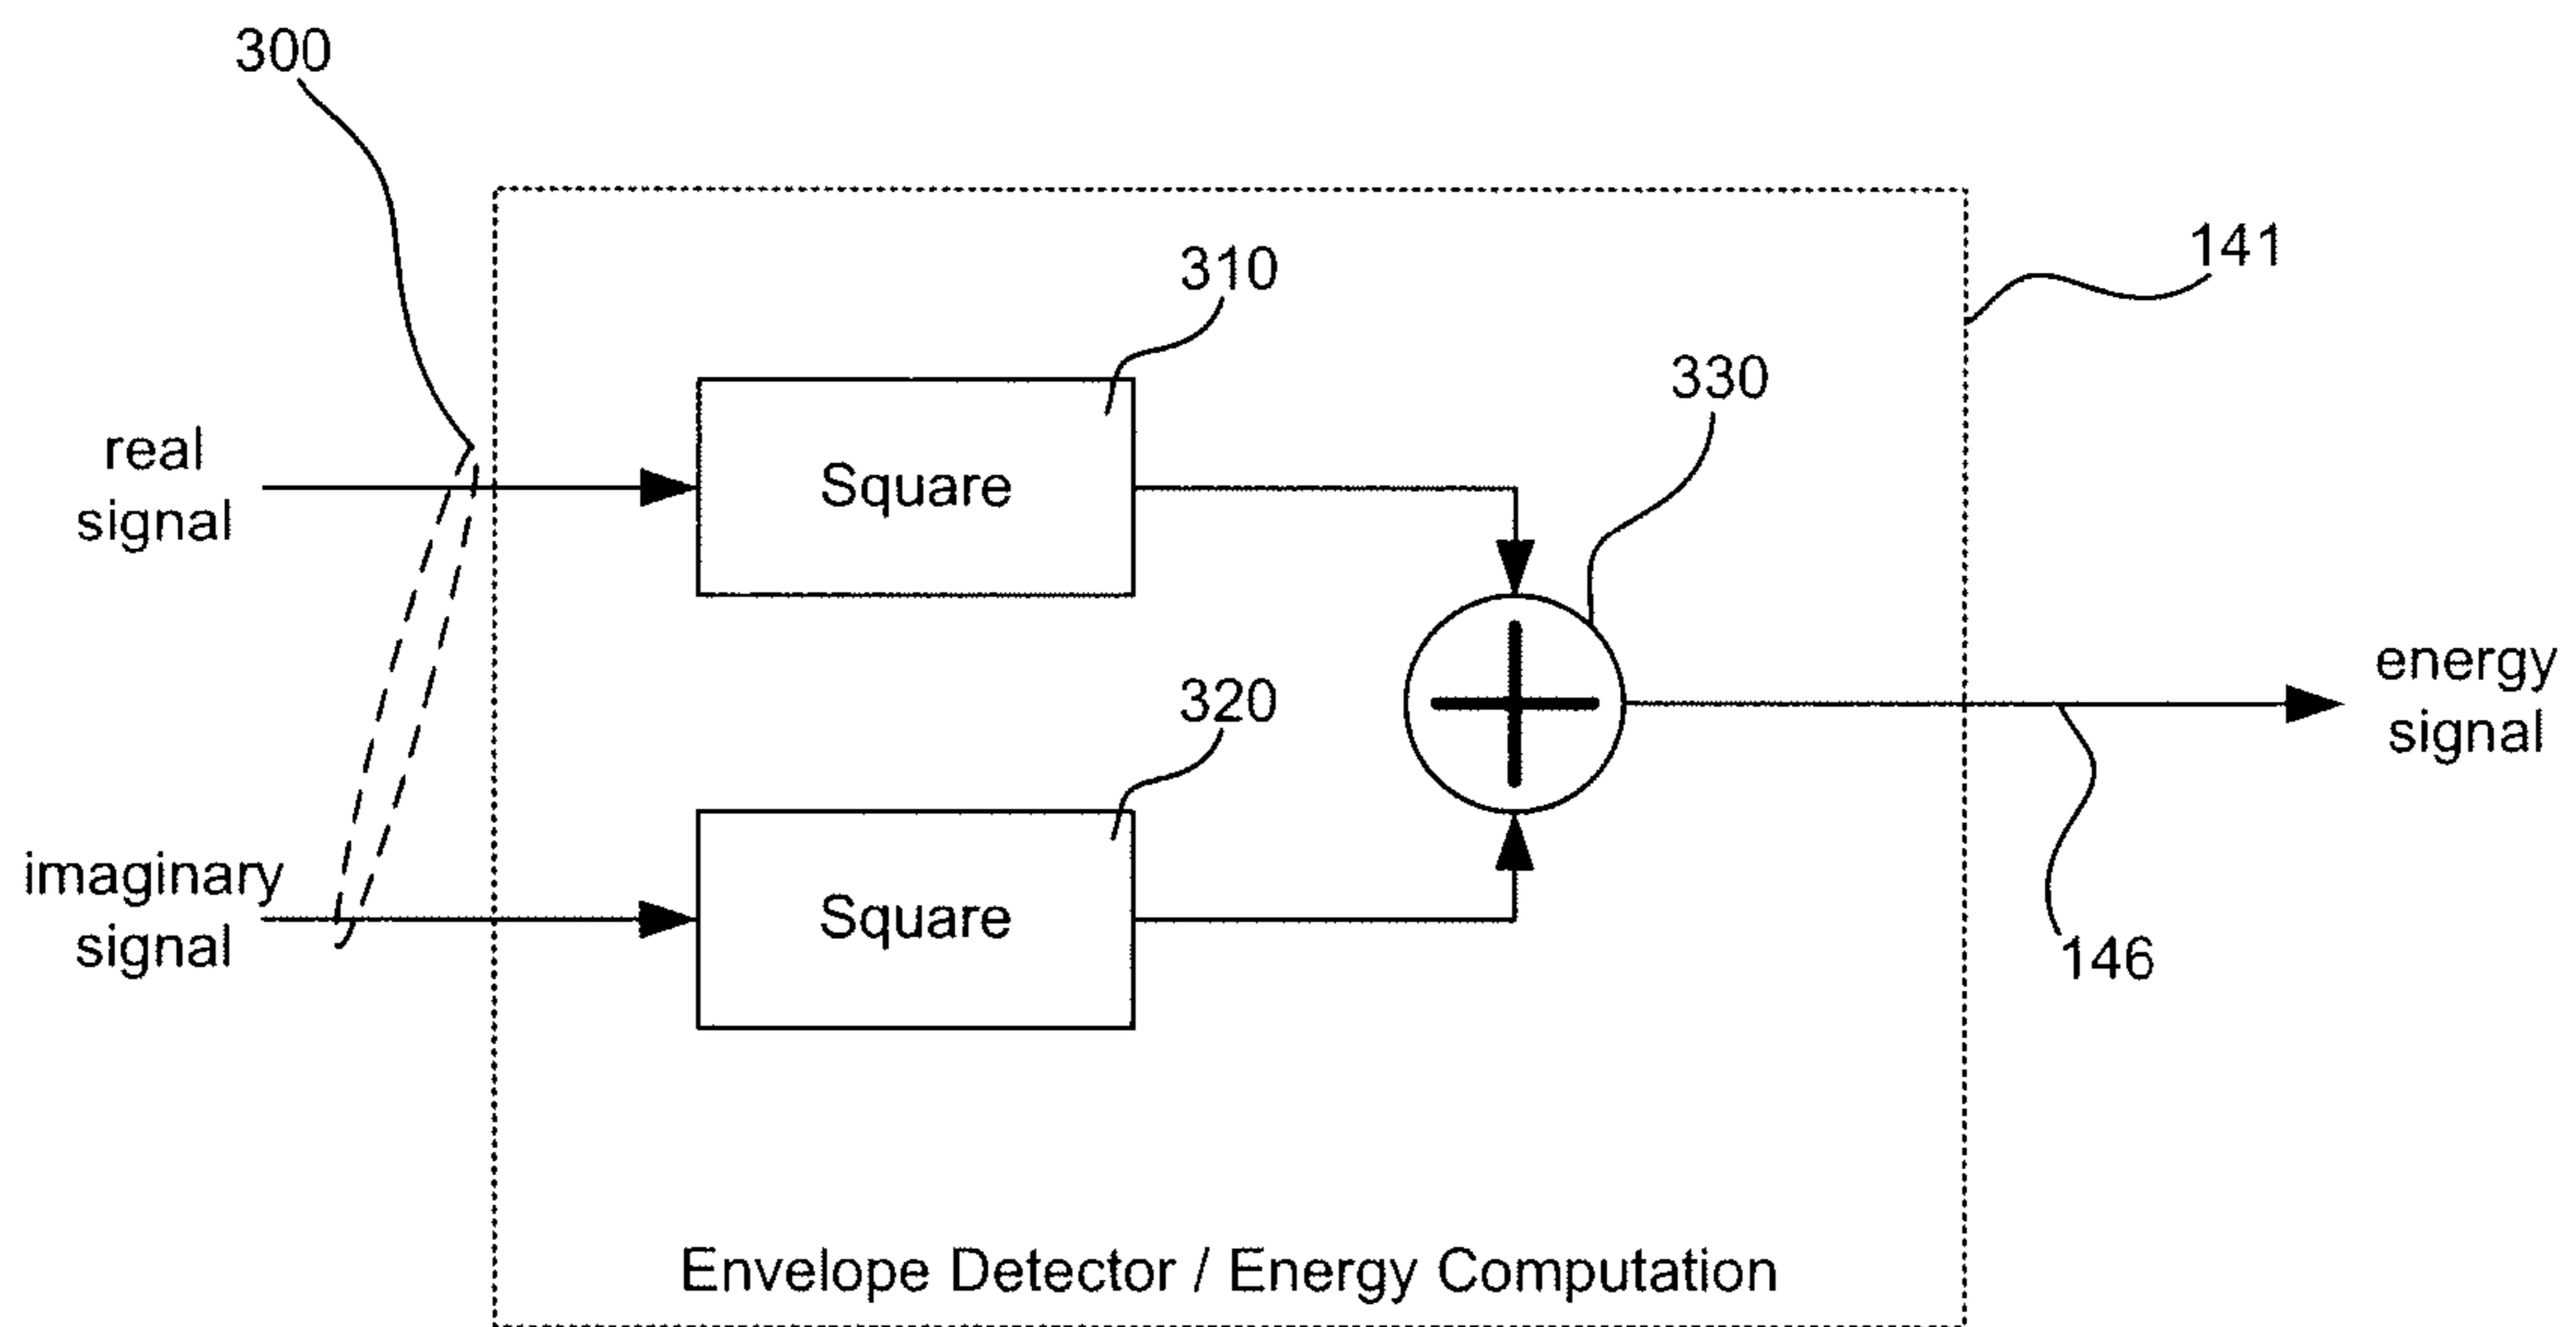 300
141
310
330
real
signal
Square
320
energy
signal
imaginary
signal
Square
146
Envelope Detector / Energy Computation